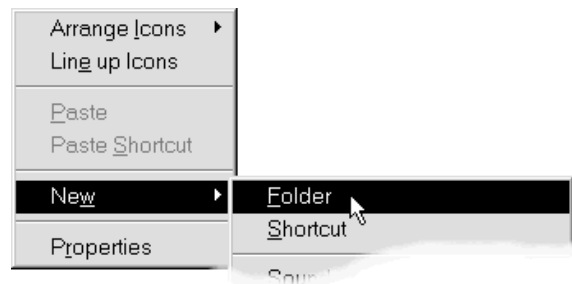 Arrange Icons
Line up Icons
Paste
Paste Shortcut
New
Properties
Folder
Shortcut